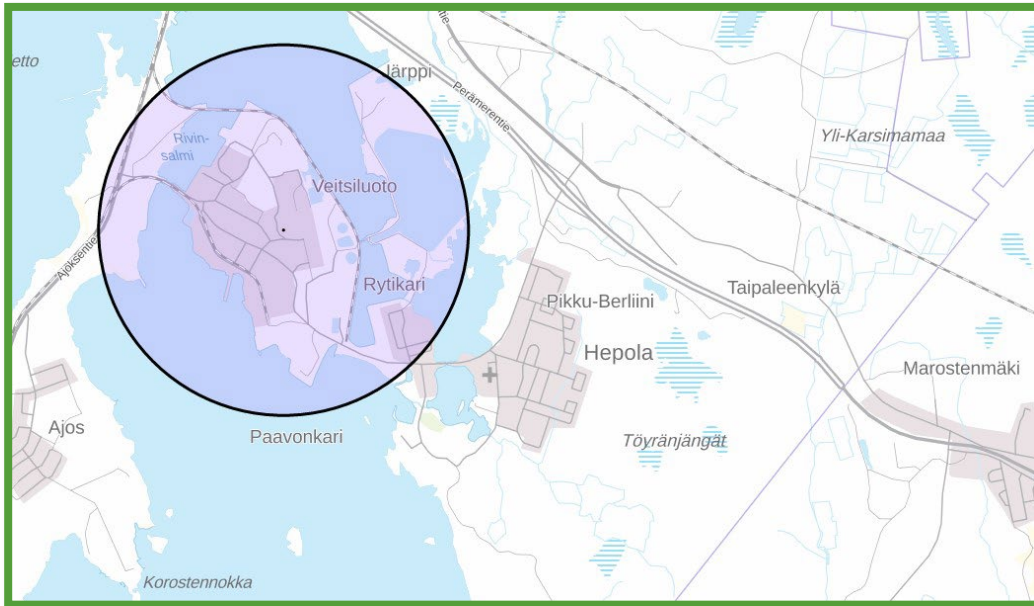 etto
Järppi
Perämerentie
Yli-Karsimamaa
Rivin-
salmi
Veitsiluoto
Ajoksentie
Rytikari
Pikku-Berliini
Taipaleenkylä
Hepola
Marostenmäki
Ajos
Paavonkari
Töyränjängät
Korostennokka